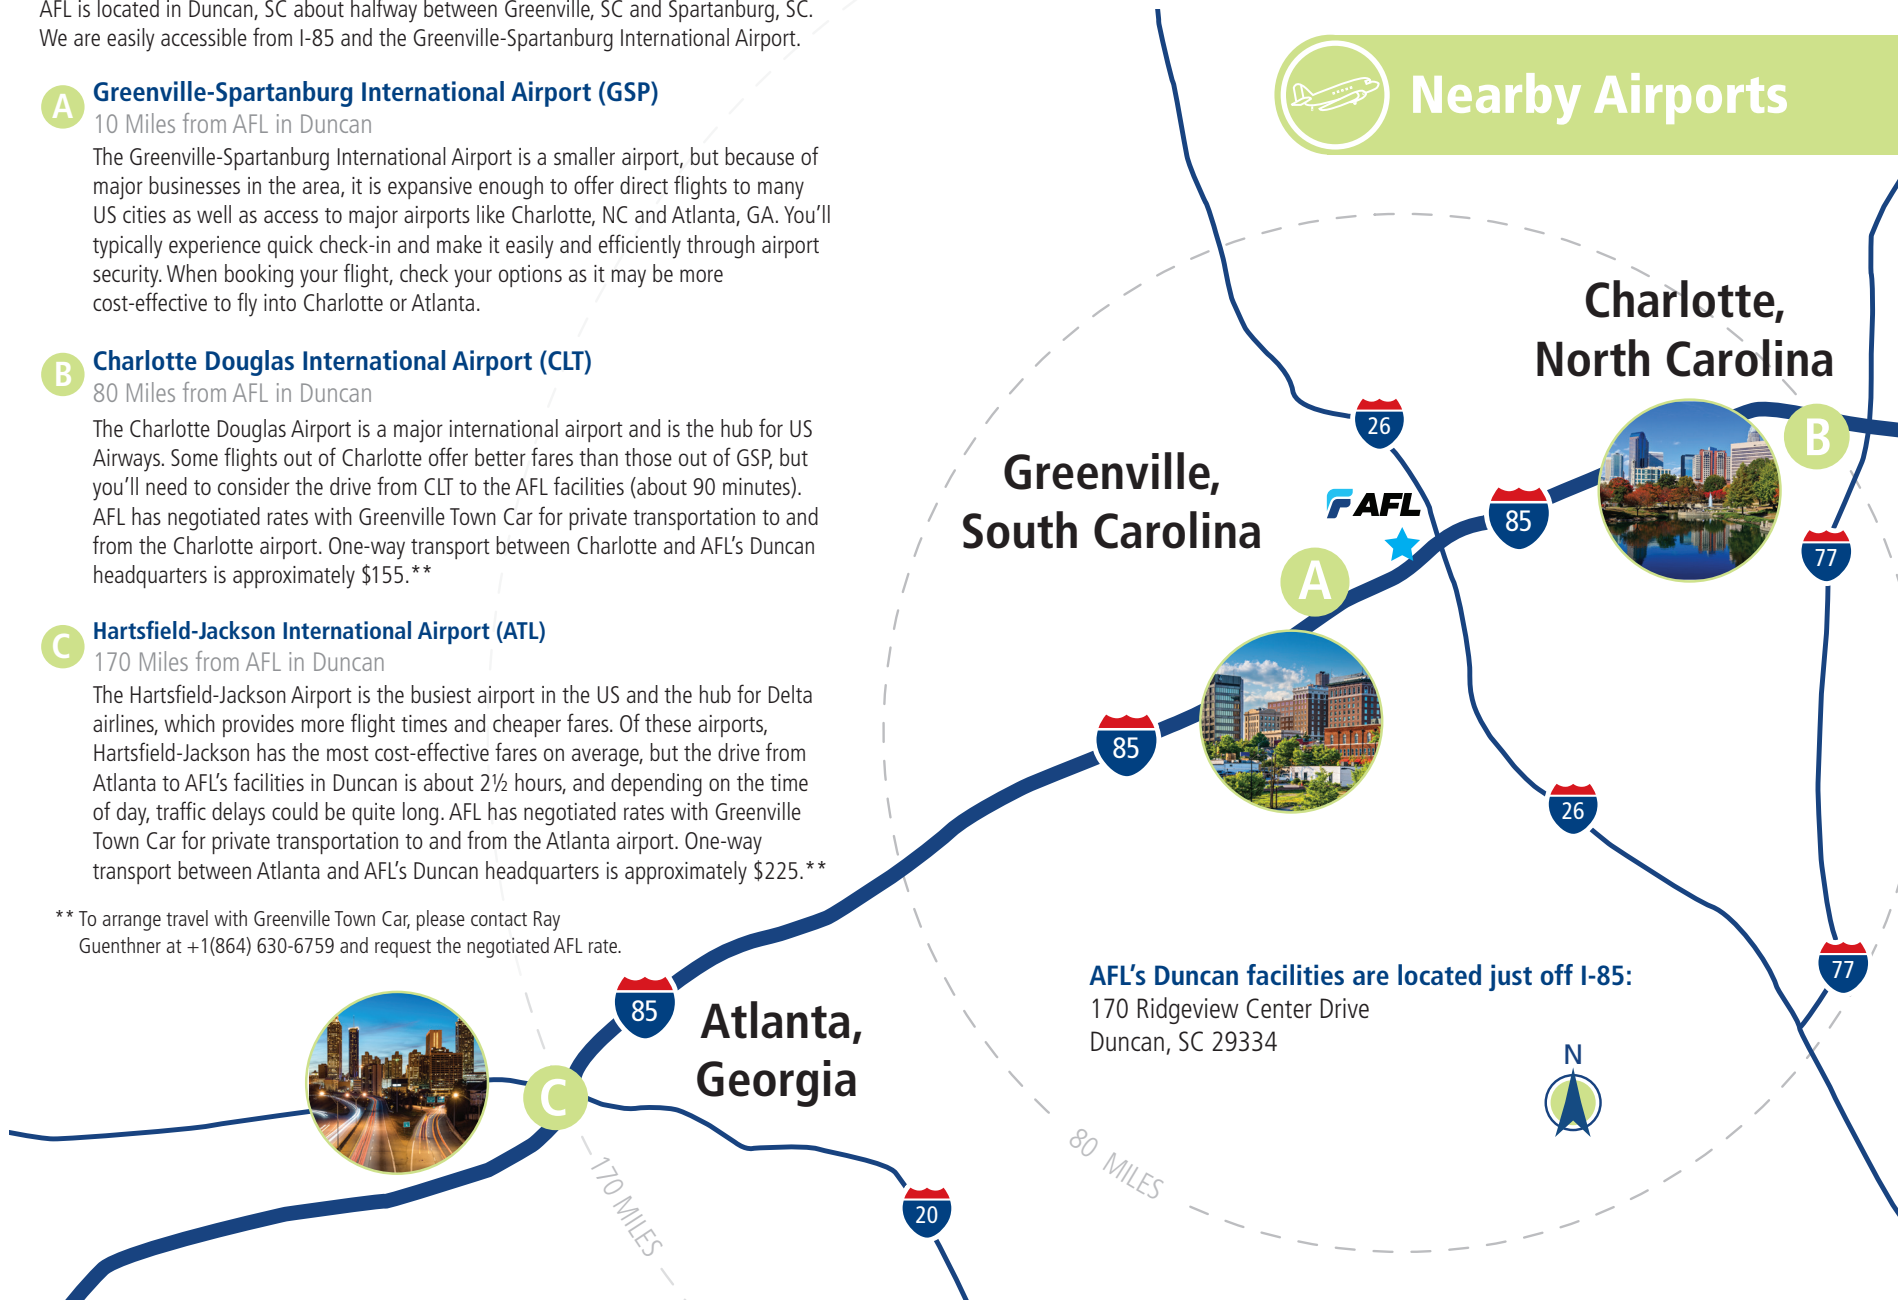 AFL is located in Duncan, SC about halfway between Greenville, SC and Spartanburg, SC.
We are easily accessible from I-85 and the Greenville-Spartanburg International Airport.
A
Greenville-Spartanburg International Airport (GSP)
10 Miles from AFL in Duncan
The Greenville-Spartanburg International Airport is a smaller airport, but because of
major businesses in the area, it is expansive enough to offer direct flights to many
US cities as well as access to major airports like Charlotte, NC and Atlanta, GA. You’ll
typically experience quick check-in and make it easily and efficiently through airport
security. When booking your flight, check your options as it may be more
cost-effective to fly into Charlotte or Atlanta.
B
Charlotte Douglas International Airport (CLT)
80 Miles from AFL in Duncan
The Charlotte Douglas Airport is a major international airport and is the hub for US
Airways. Some flights out of Charlotte offer better fares than those out of GSP, but
you’ll need to consider the drive from CLT to the AFL facilities (about 90 minutes).
AFL has negotiated rates with Greenville Town Car for private transportation to and
from the Charlotte airport. One-way transport between Charlotte and AFL’s Duncan
headquarters is approximately $155.**
C
Hartsfield-Jackson International Airport (ATL)
170 Miles from AFL in Duncan
The Hartsfield-Jackson Airport is the busiest airport in the US and the hub for Delta
airlines, which provides more flight times and cheaper fares. Of these airports,
Hartsfield-Jackson has the most cost-effective fares on average, but the drive from
Atlanta to AFL’s facilities in Duncan is about 2½ hours, and depending on the time
of day, traffic delays could be quite long. AFL has negotiated rates with Greenville
Town Car for private transportation to and from the Atlanta airport. One-way
transport between Atlanta and AFL’s Duncan headquarters is approximately $225.**
** To arrange travel with Greenville Town Car, please contact Ray
Guenthner at +1(864) 630-6759 and request the negotiated AFL rate.
Nearby Airports
Charlotte,
North Carolina
B
26
Greenville,
South Carolina
AFL
85
77
A
85
26
77
AFL’s Duncan facilities are located just off I-85:
170 Ridgeview Center Drive
Duncan, SC 29334
N
85
Atlanta,
Georgia
C
80 MILES
170 MILES
20